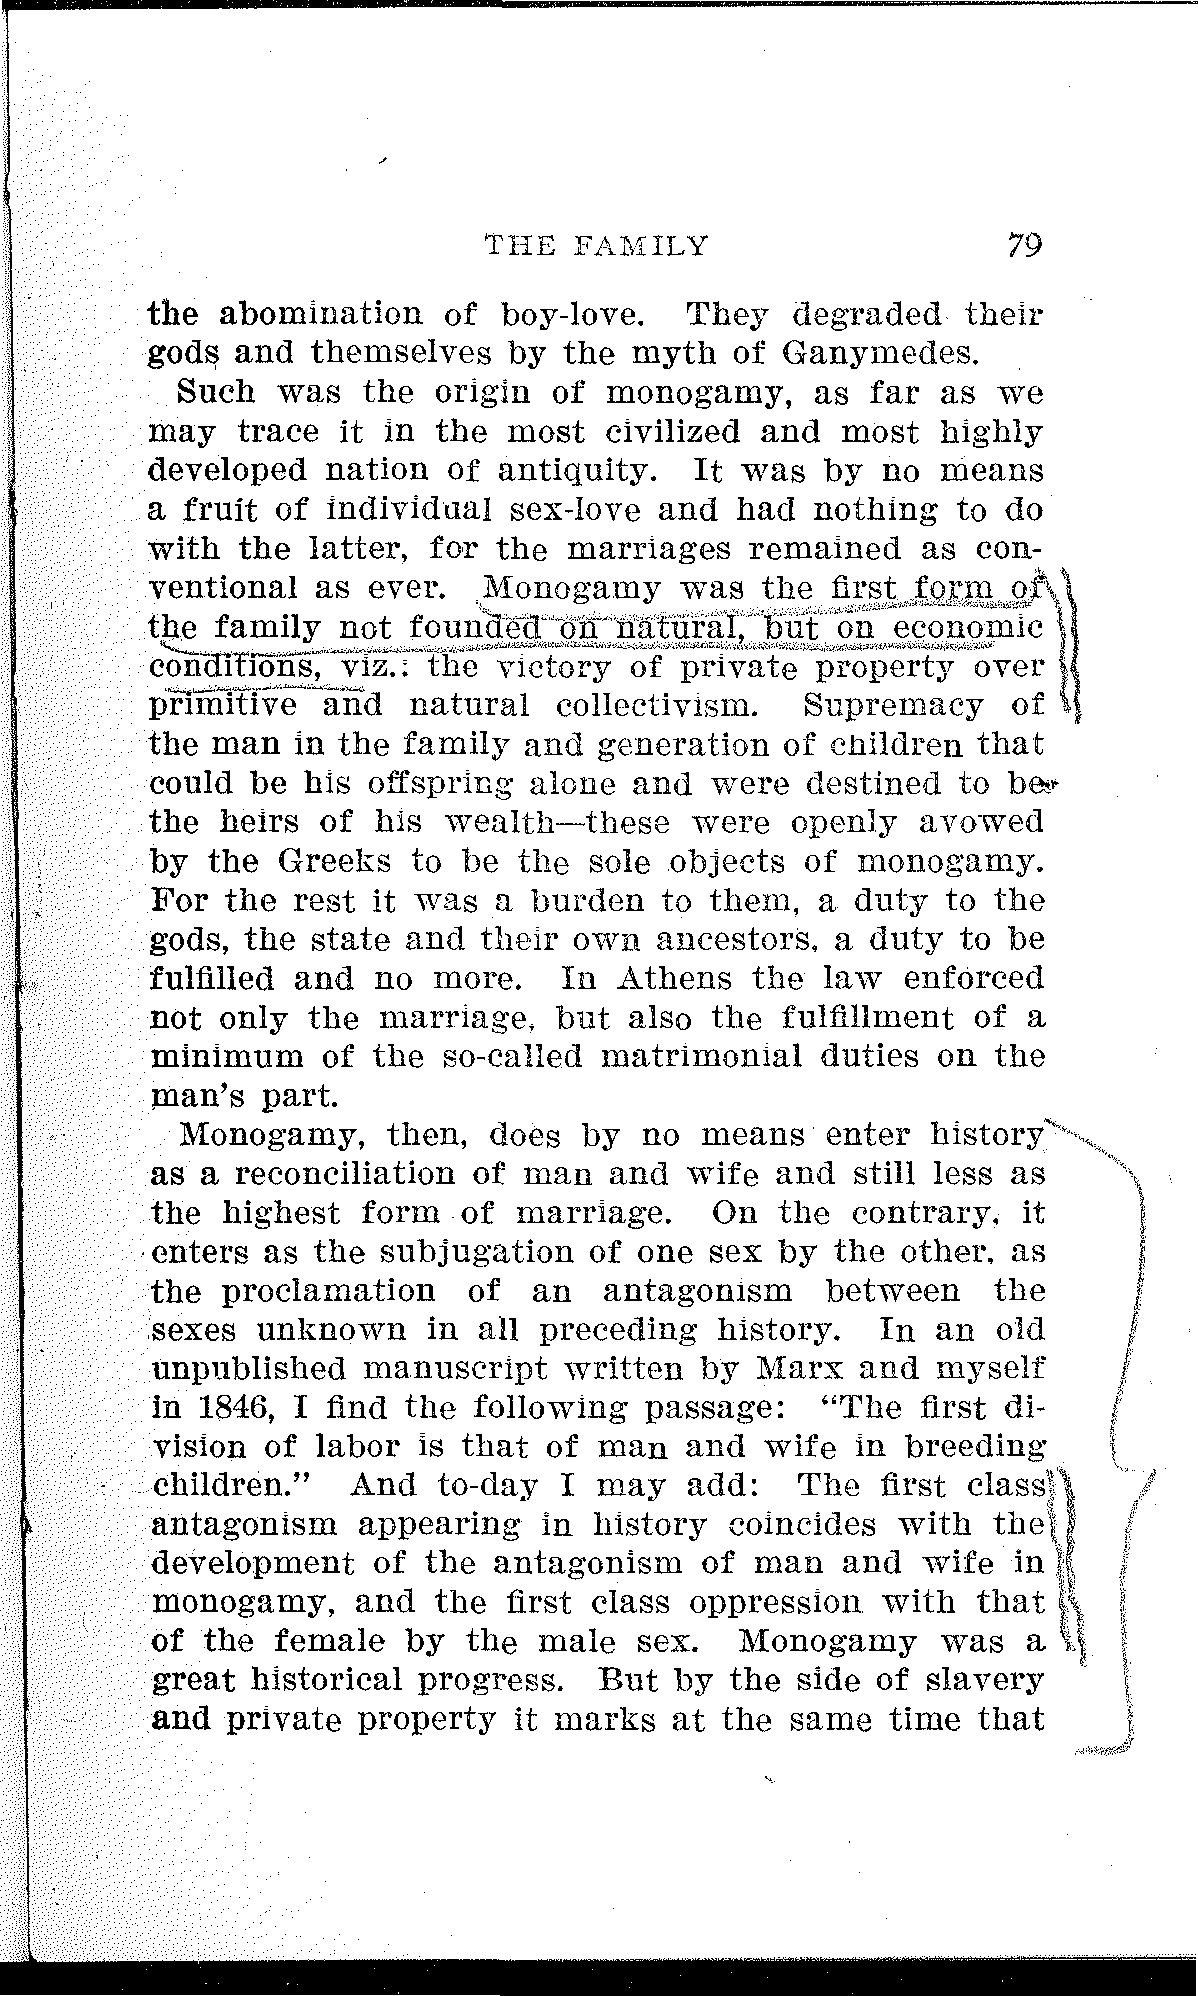 THE FAMILY 79
the abomination of boy-love. They degraded their
gods and themselves by the myth of Ganymedes.
Such was the origin of monogamy, as far as we
may trace it in the most civilized and most highly
developed nation of antiquity. It was by no means
a fruit of individual sex-love and had nothing to do
with the latter, for the marriages remained as con-
ventional as ever. Monogamy was the first form of
the family not founded on natural, but on economic
conditions, viz.: the victory of private property over
primitive and natural collectivism. Supremacy of
the man in the family and generation of children that
could be his offspring alone and were destined to be
the heirs of his wealth—these were openly avowed
by the Greeks to be the sole objects of monogamy.
For the rest it was a burden to them, a duty to the
gods, the state and their own ancestors, a duty to be
fulfilled and no more. In Athens the law enforced
not only the marriage, but also the fulfillment of a
minimum of the so-called matrimonial duties on the
man's part.
Monogamy, then, does by no means enter history
as a reconciliation of man and wife and still less as
the highest form of marriage. On the contrary, it
enters as the subjugation of one sex by the other, as
the proclamation of an antagonism between the
sexes unknown in all preceding history. In an old
unpublished manuscript written by Marx and myself
in 1846, I find the following passage: “The first di-
vision of labor is that of man and wife in breeding
children.” And to-day I may add: The first class
antagonism appearing in history coincides with the
development of the antagonism of man and wife in
monogamy, and the first class oppression with that
of the female by the male sex. Monogamy was a
great historical progress. But by the side of slavery
and private property it marks at the same time that